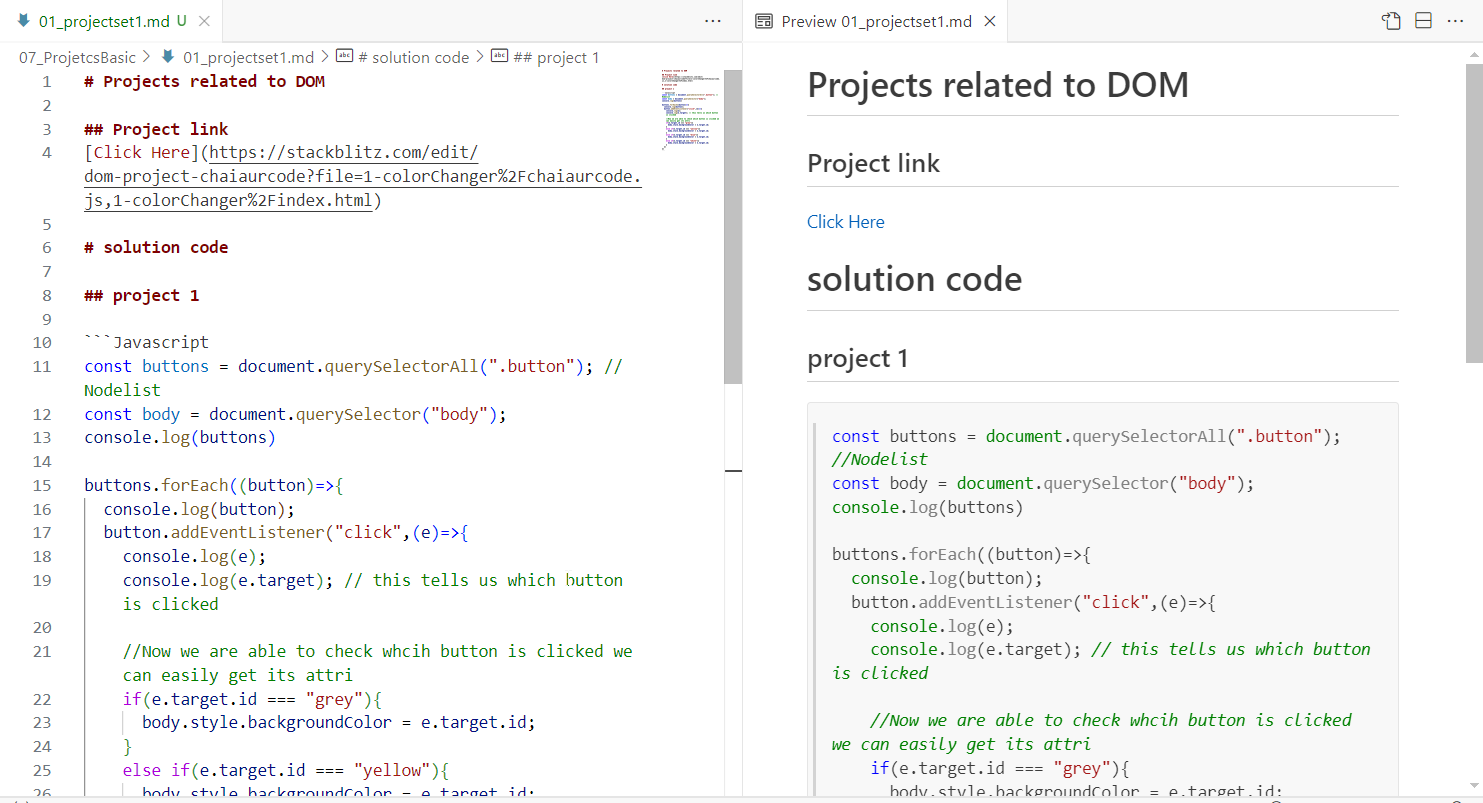 01_projectset1.md U
07_ProjetcsBasic > 01_projectset1.md > # solution code > ## project 1
1 # Projects related to DOM
2
3 ## Project link
4 [Click Here](https://stackblitz.com/edit/
dom-project-chaiaurcode?file=1-colorChanger%2Fchaiaurcode.
js,1-colorChanger%2Findex.html)
5
6 # solution code
7
8 ## project 1
9
10 ```Javascript
11 const buttons = document.querySelectorAll(".button"); //
Nodelist
12 const body = document.querySelector("body");
13 console.log(buttons)
14
15 buttons.forEach((button)=>{
16 console.log(button);
17 button.addEventListener("click",(e)=>{
18 console.log(e);
19 console.log(e.target); // this tells us which button
is clicked
20
21 //Now we are able to check whcih button is clicked we
can easily get its attri
22 if(e.target.id === "grey"){
23 body.style.backgroundColor = e.target.id;
24 }
25 else if(e.target.id === "yellow"){
26 body.style.backgroundColor = e.target.id;
Preview 01_projectset1.md
Projects related to DOM
Project link
Click Here
solution code
project 1
const buttons = document.querySelectorAll(".button");
//Nodelist
const body = document.querySelector("body");
console.log(buttons)
buttons.forEach((button)=>{
console.log(button);
button.addEventListener("click",(e)=>{
console.log(e);
console.log(e.target); // this tells us which button
is clicked
//Now we are able to check whcih button is clicked
we can easily get its attri
if(e.target.id === "grey"){
body.style.backgroundColor = e.target.id;